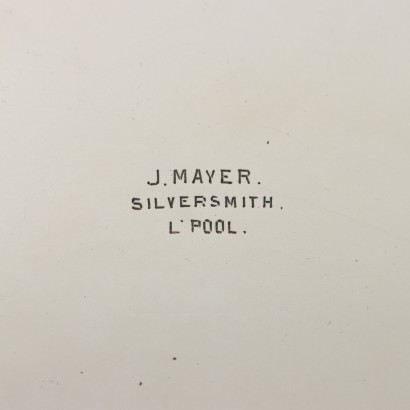 J. MAYER.
SILVERSMITH.
L'POOL.